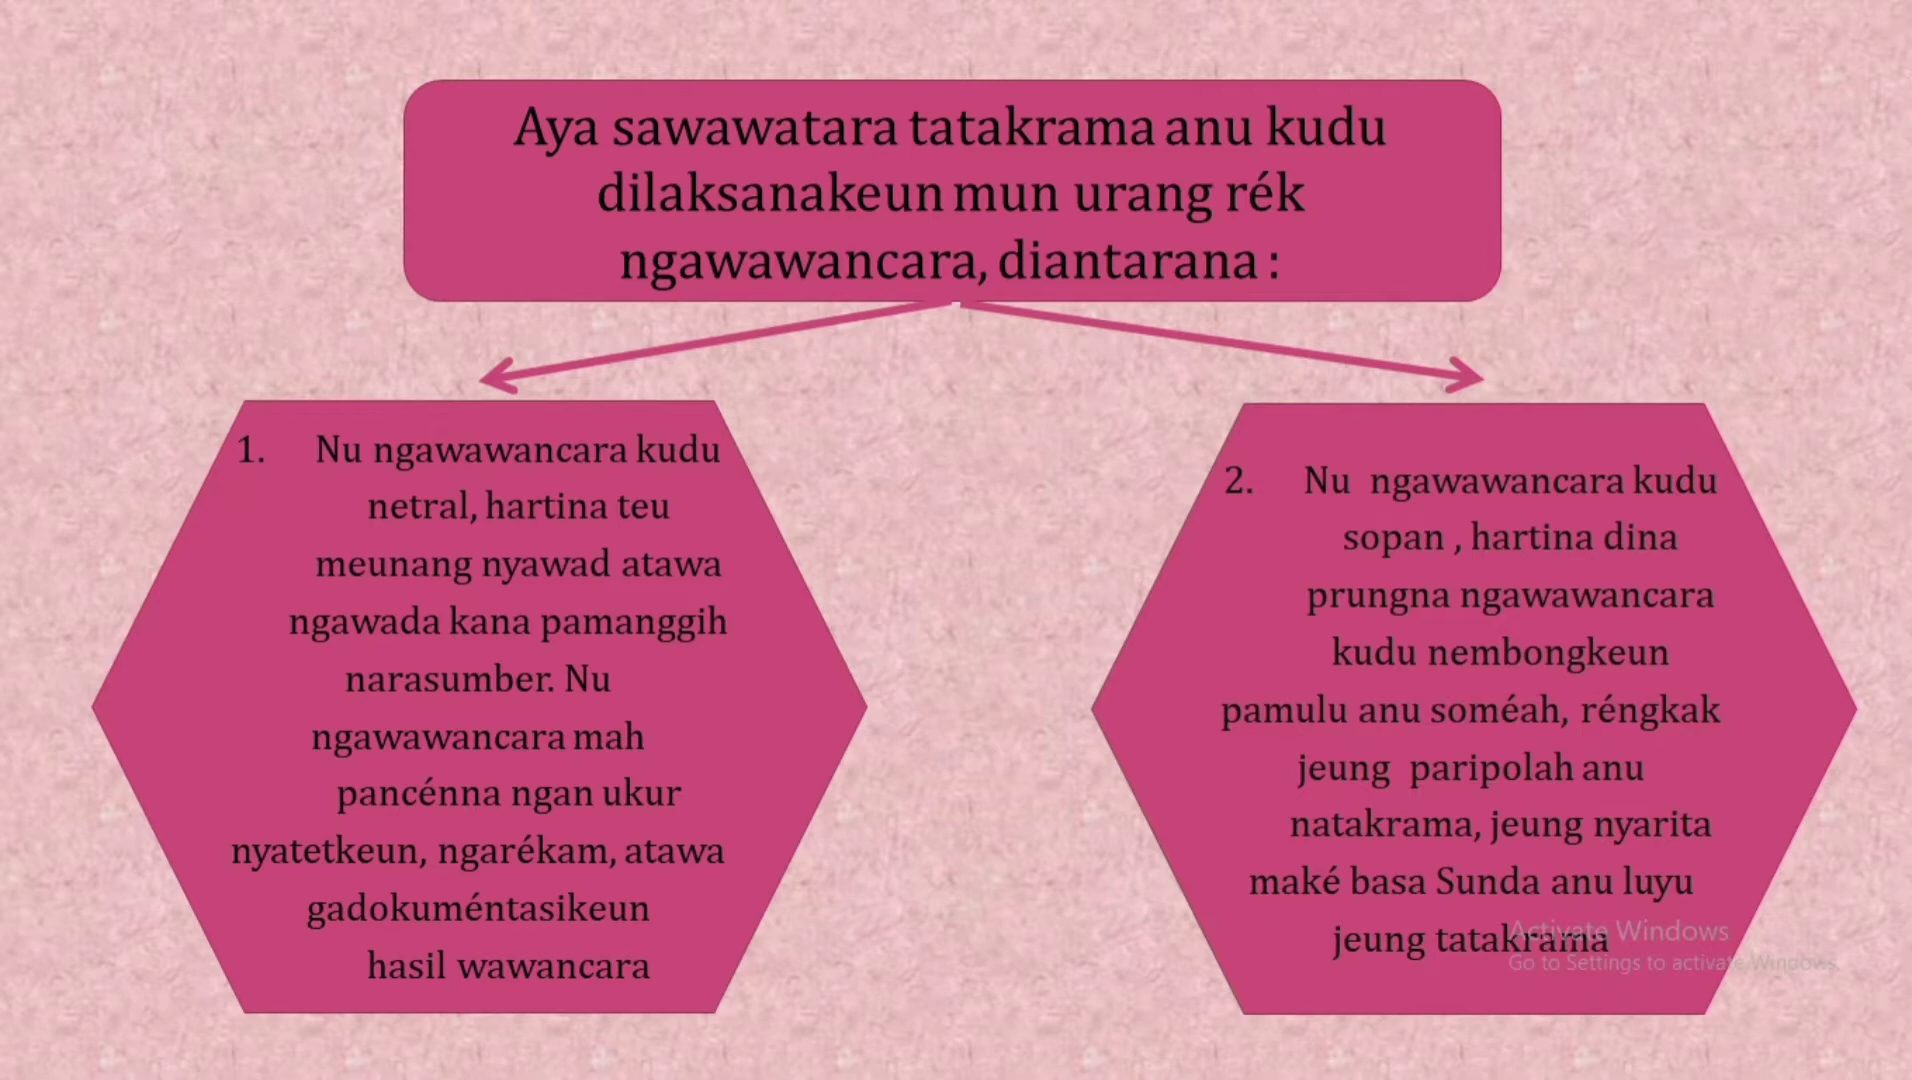 Aya sawawatara tatakrama anu kudu
dilaksanakeun mun urang rék
ngawawancara, diantarana :
1. Nu ngawawancara kudu
netral, hartina teu
meunang nyawad atawa
ngawada kana pamanggih
narasumber. Nu
ngawawancara mah
pancénna ngan ukur
nyatetkeun, ngarékam, atawa
gadokuméntasikeun
hasil wawancara
2. Nu ngawawancara kudu
sopan , hartina dina
prungna ngawawancara
kudu nembongkeun
pamulu anu soméah, réngkak
jeung paripolah anu
natakrama, jeung nyarita
maké basa Sunda anu luyu
jeung tatakrama
Activate Windows
Go to Settings to activate Windows.